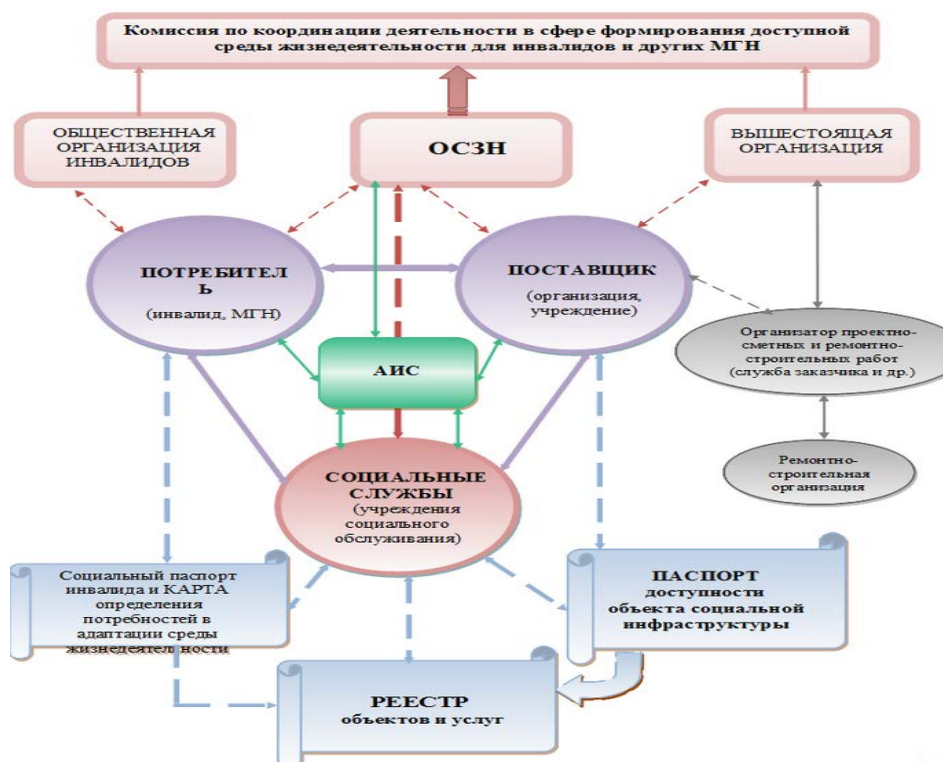 Комиссия по координации деятельности в сфере формирования доступной
среды жизнедеятельности для инвалидов и других МГН
ОБЩЕСТВЕННАЯ
ОРГАНИЗАЦИЯ
ИНВАЛИДОВ
ОСЗН
ВЫШЕСТОЯЩАЯ
ОРГАНИЗАЦИЯ
ПОТРЕБИТЕЛ
Ь
(инвалид, МГН)
ПОСТАВЩИК
(организация,
учреждение)
Организатор проектно-
сметных и ремонтно-
строительных работ
(служба заказчика и др.)
АИС
Ремонтно-
строительная
организация
СОЦИАЛЬНЫЕ
СЛУЖБЫ
(учреждения
социального
обслуживания)
Социальный паспорт
инвалида и КАРТА
определения
потребностей в
адаптации среды
жизнедеятельности
ПАСПОРТ
доступности
объекта социальной
инфраструктуры
РЕЕСТР
объектов и услуг